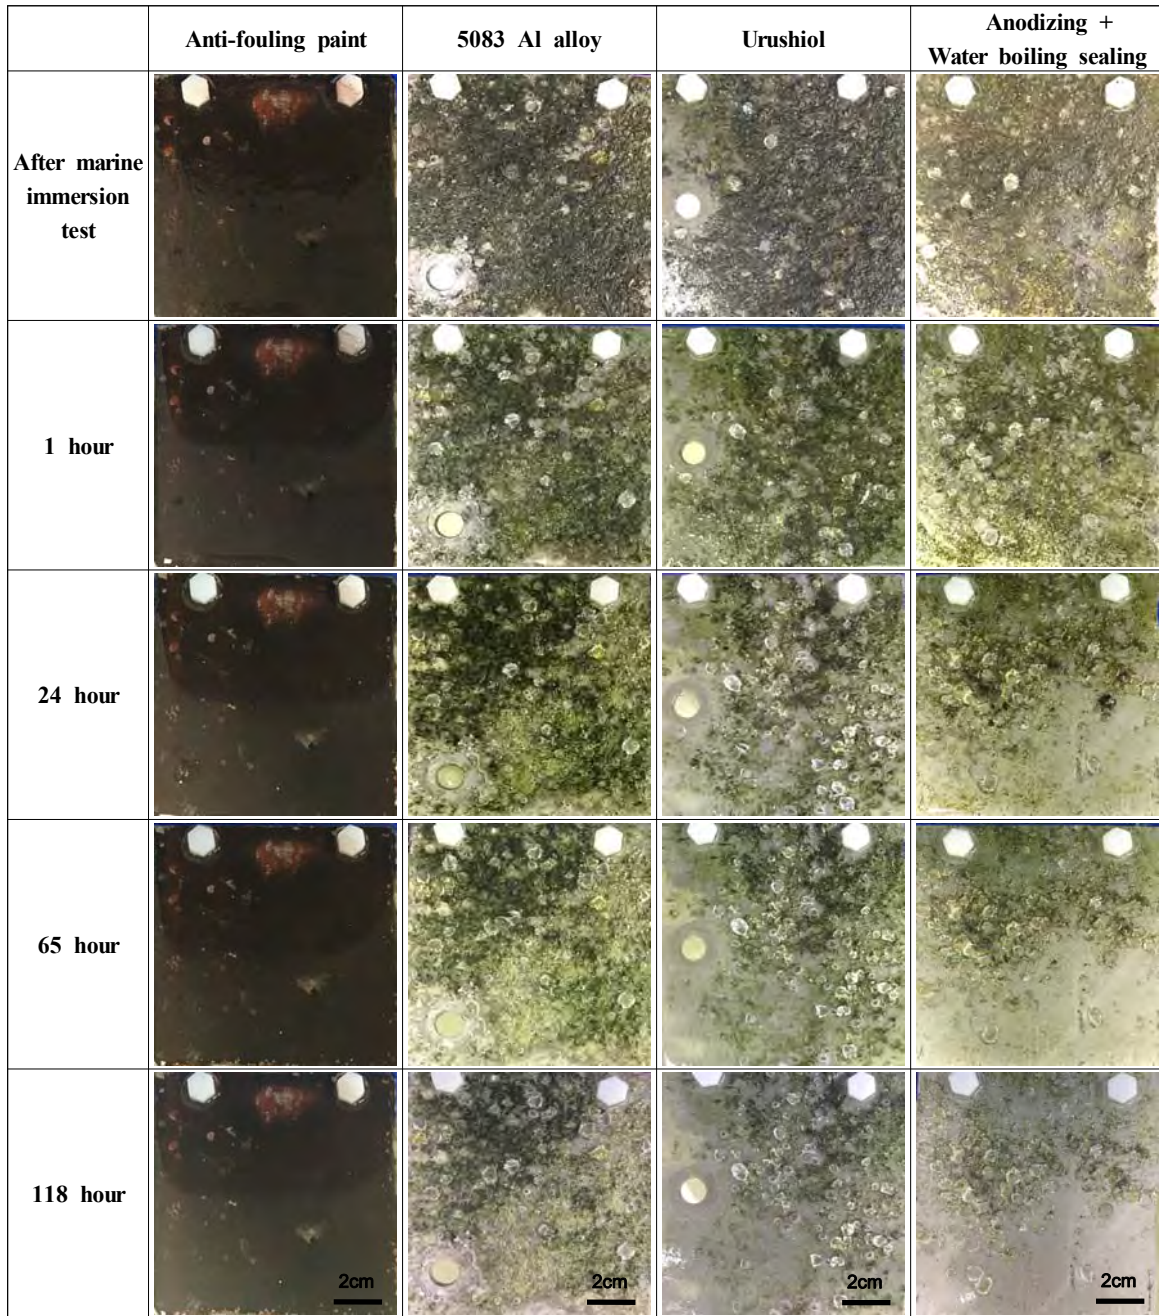 Anti-fouling paint
5083 Al alloy
Urushiol
Anodizing +
Water boiling sealing
After marine
immersion
test
1 hour
24 hour
65 hour
118 hour
2cm
2cm
2cm
2cm